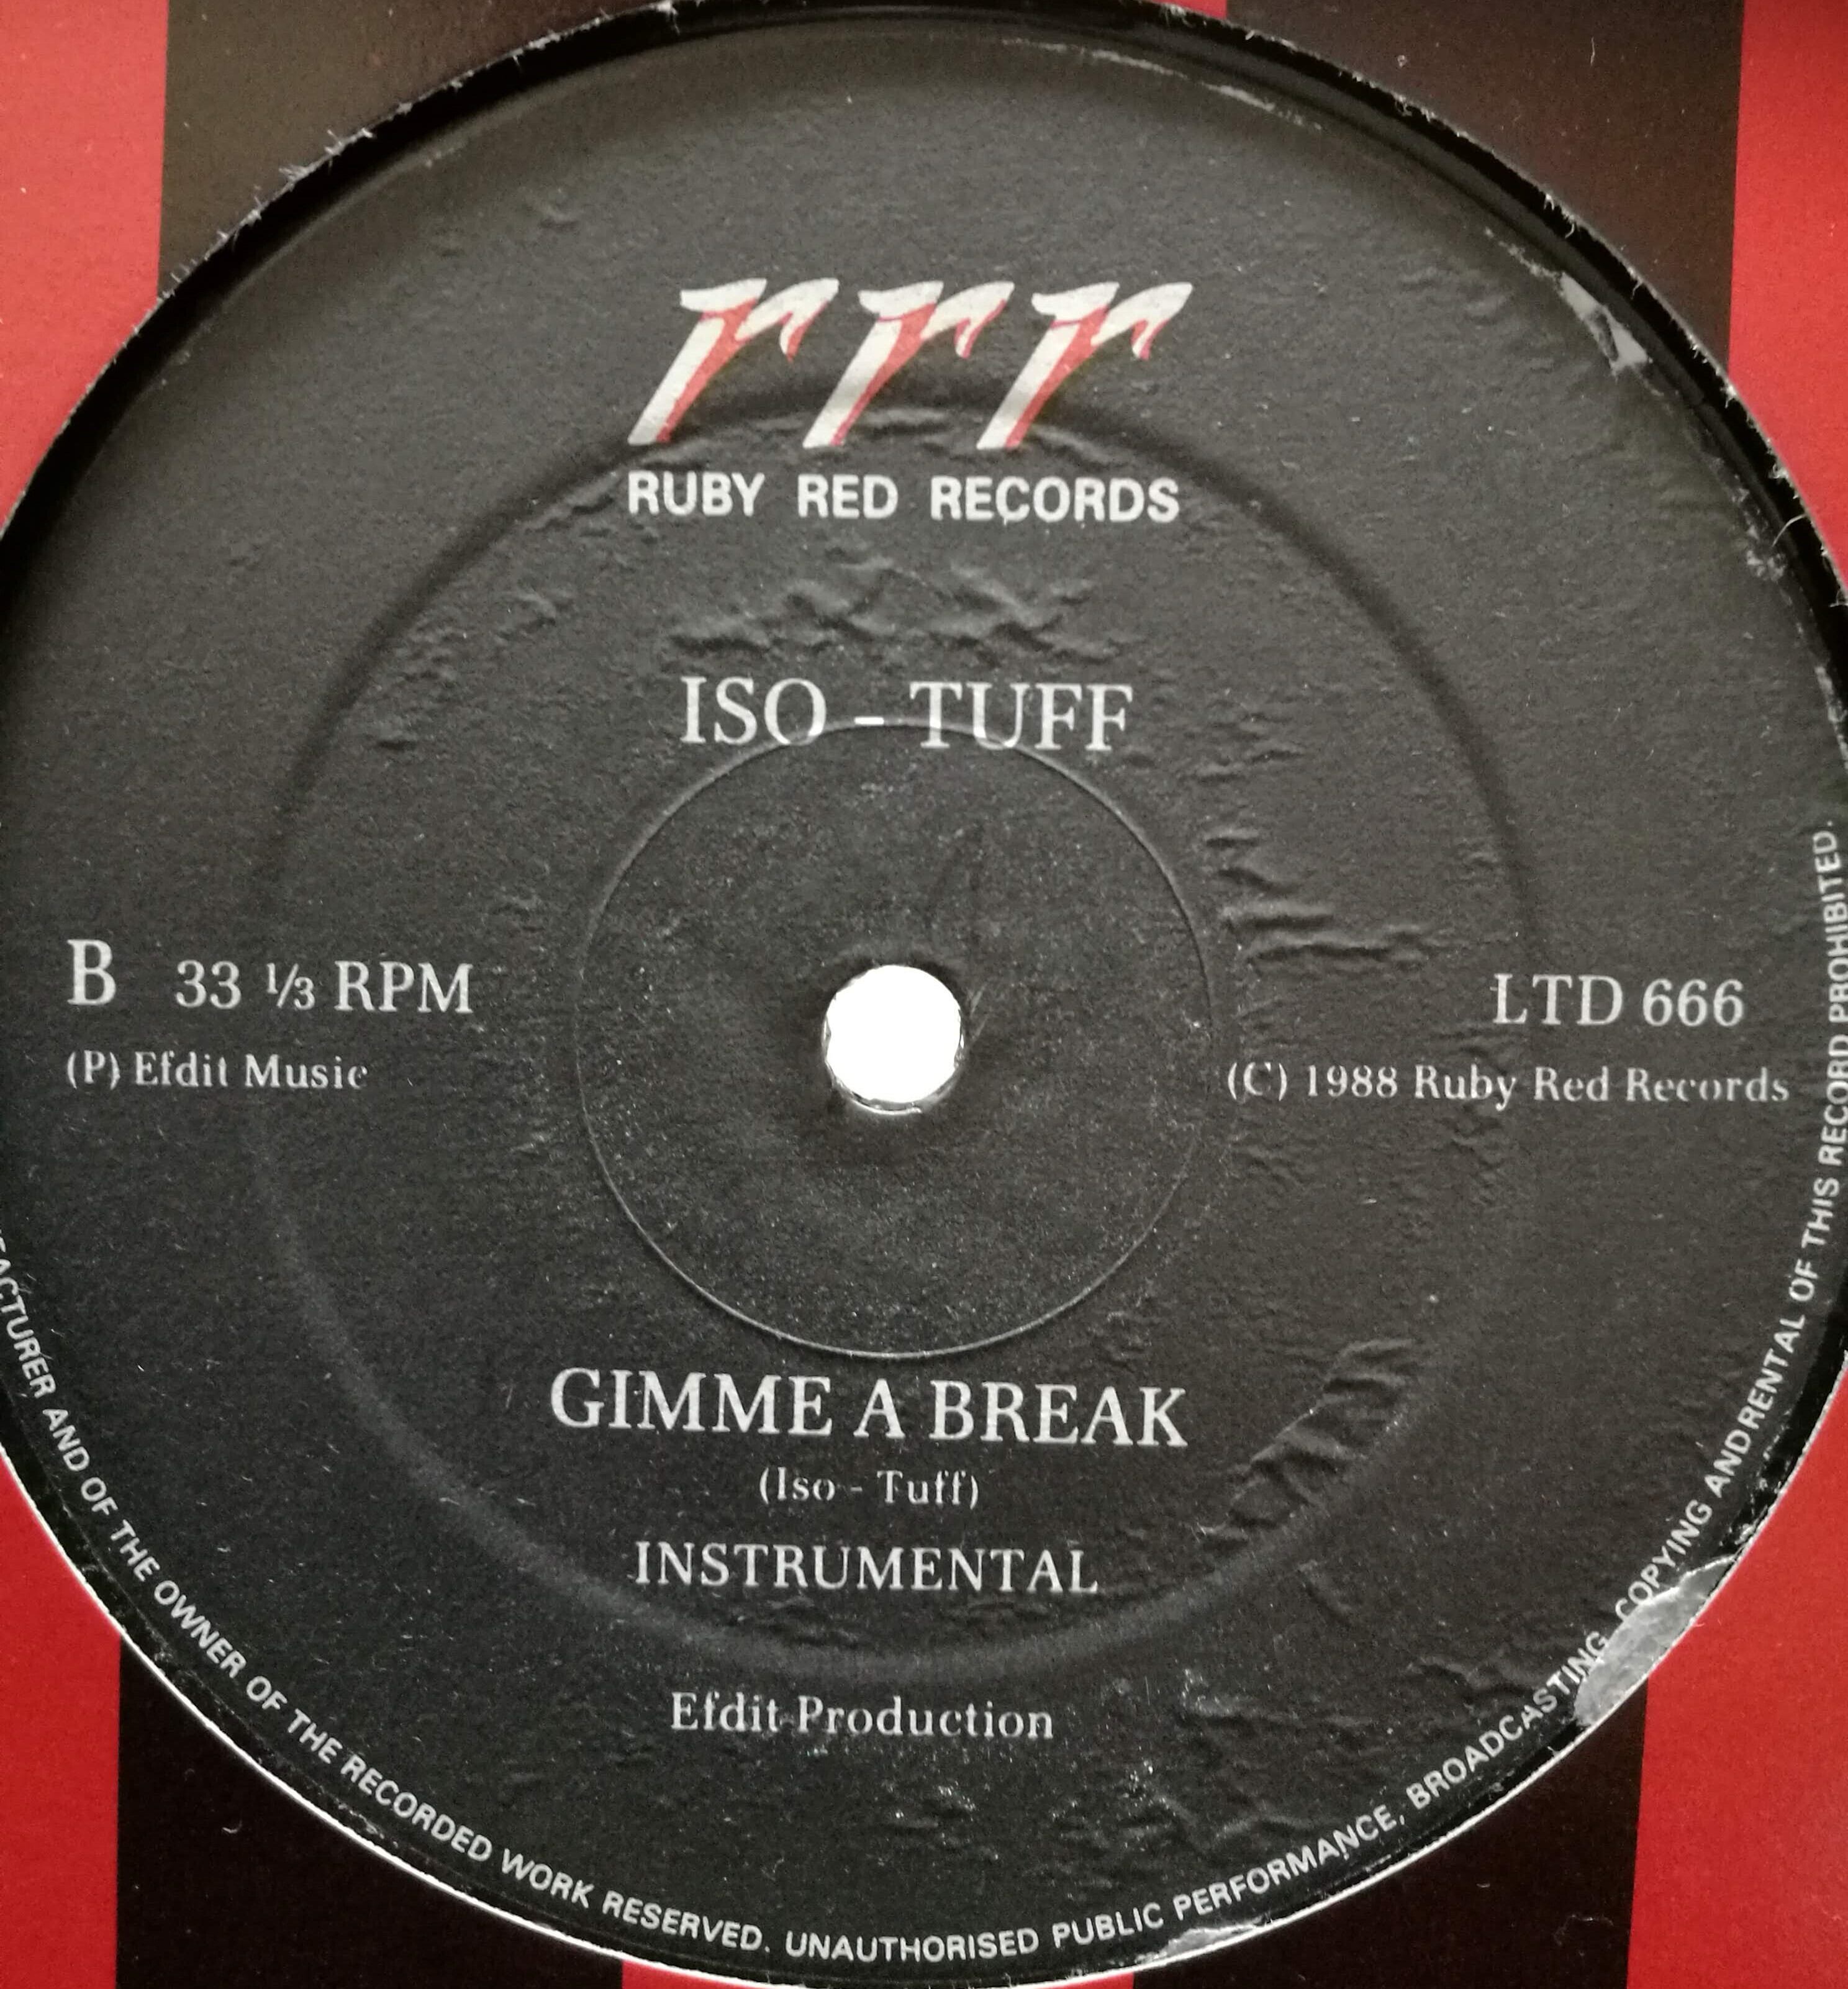 rrr
RUBY RED RECORDS
ISO - TUFF
B 33 ⅓ RPM
LTD 666
(P) Efdit Music
(C) 1988 Ruby Red Records
GIMME A BREAK
(Iso - Tuff)
INSTRUMENTAL
Efdit Production
AND OF THE OWNER OF THE RECORDED WORK RESERVED. UNAUTHORISED PUBLIC PERFORMANCE, BROADCASTING, COPYING AND RENTAL OF THIS RECORD PROHIBITED.